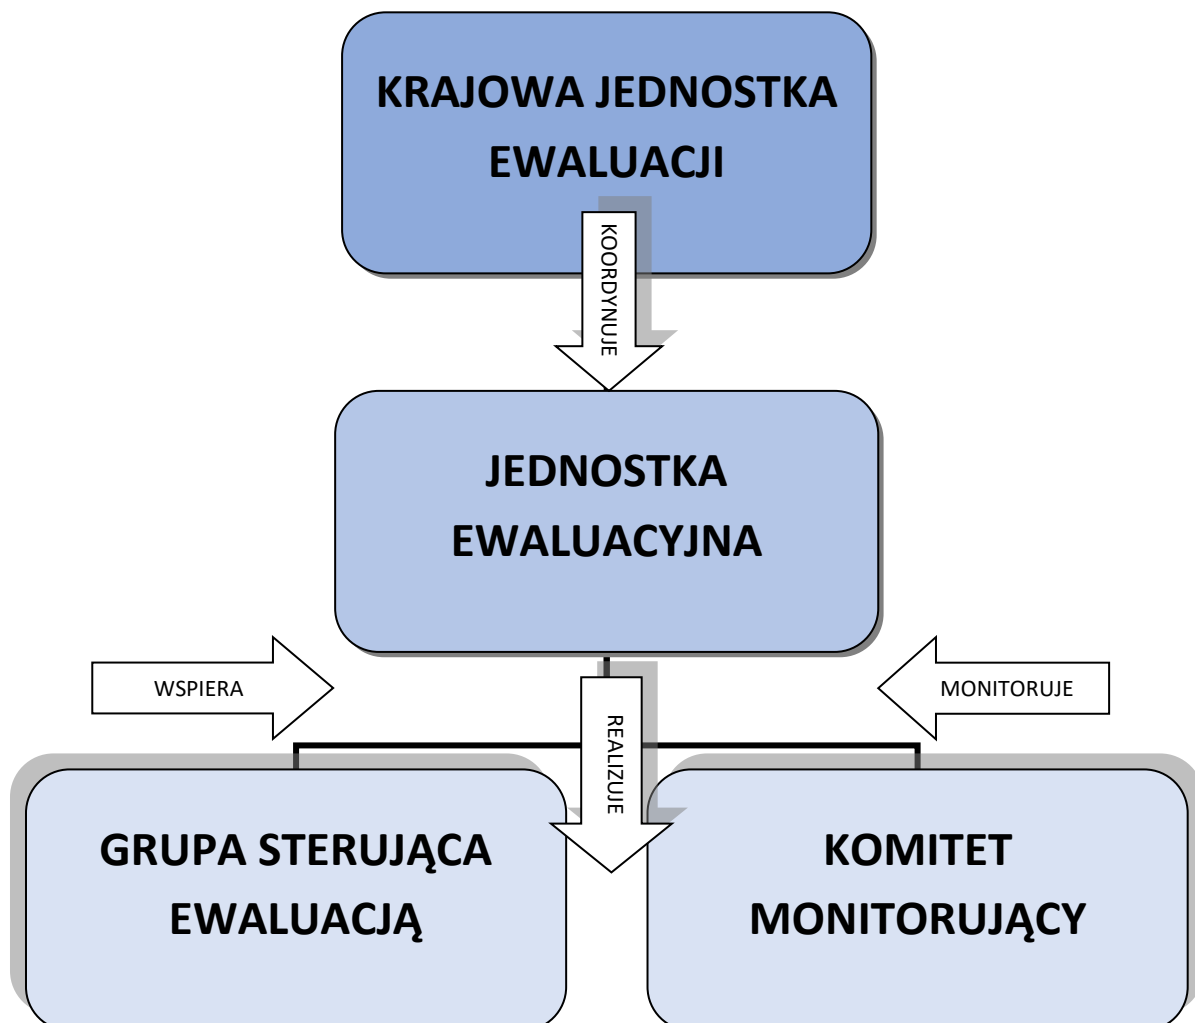 KRAJOWA JEDNOSTKA
EWALUACJI
KOORDYNUJE
JEDNOSTKA
EWALUACYJNA
WSPIERA
MONITORUJE
REALIZUJE
GRUPA STERUJĄCA
EWALUACJĄ
KOMITET
MONITORUJĄCY